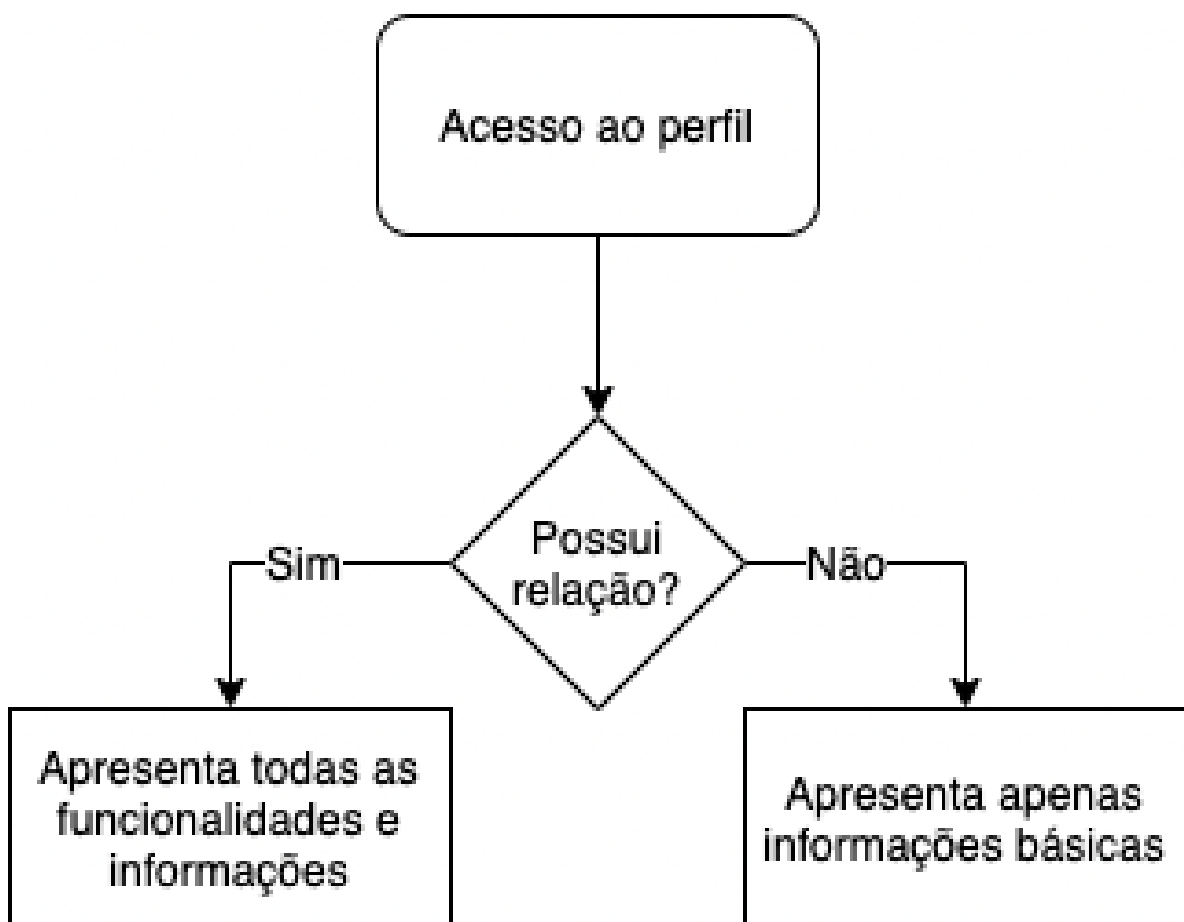 Acesso ao perfil
Possui
relação?
Sim
Não
Apresenta todas as
funcionalidades e
informações
Apresenta apenas
informações básicas